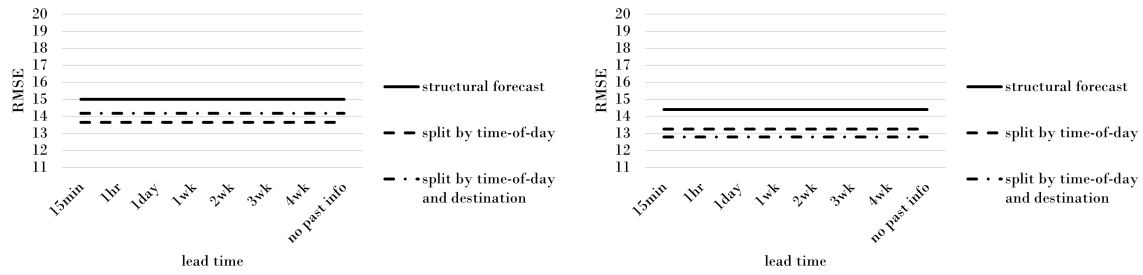 20
19
18
17
16
15
14
13
12
11
RMSE
15min
1hr
1day
1wk
2wk
3wk
4wk
no past info
lead time
structural forecast
split by time-of-day
split by time-of-day
and destination
20
19
18
17
16
15
14
13
12
11
RMSE
15min
1hr
1day
1wk
2wk
3wk
4wk
no past info
lead time
structural forecast
split by time-of-day
split by time-of-day
and destination